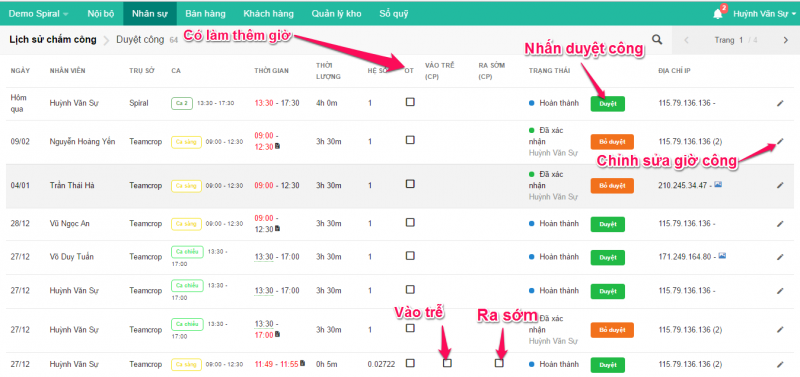 Demo Spiral Nội bộ Nhân sự Bán hàng Khách hàng Quản lý kho Sổ quỹ 2 Huỳnh Văn Sự
Lịch sử chấm công Duyệt công 64 Có làm thêm giờ Trang 1 / 4
Nhấn duyệt công
NGÀY NHÂN VIÊN TRỤ SỞ CA THỜI GIAN THỜI LƯỢNG HỆ SỐ OT VÀO TRỄ (CP) RA SỚM (CP) TRẠNG THÁI ĐỊA CHỈ IP
Hôm qua Huỳnh Văn Sự Spiral Ca 2 13:30 - 17:30 13:30 - 17:30 4h 0m 1 Hoàn thành Duyệt 115.79.136.136 -
09/02 Nguyễn Hoàng Yến Teamcrop Ca sáng 09:00 - 12:30 09:00 - 12:30 3h 30m 1 Đã xác nhận Huỳnh Văn Sự Bỏ duyệt 115.79.136.136 (2)
Chỉnh sửa giờ công
04/01 Trần Thái Hà Teamcrop Ca sáng 09:00 - 12:30 09:00 - 12:30 3h 30m 1 Đã xác nhận Huỳnh Văn Sự Bỏ duyệt 210.245.34.47 -
28/12 Vũ Ngọc An Teamcrop Ca sáng 09:00 - 12:30 09:00 - 12:30 3h 30m 1 Hoàn thành Duyệt 115.79.136.136 -
27/12 Võ Duy Tuấn Teamcrop Ca chiều 13:30 - 17:00 13:30 - 17:00 3h 30m 1 Hoàn thành Duyệt 171.249.164.80 -
27/12 Huỳnh Văn Sự Teamcrop Ca chiều 13:30 - 17:00 13:30 - 17:00 3h 30m 1 Hoàn thành Duyệt 115.79.136.136 -
27/12 Huỳnh Văn Sự Teamcrop Ca chiều 13:30 - 17:00 13:30 - 17:00 3h 30m 1 Đã xác nhận Huỳnh Văn Sự Bỏ duyệt 115.79.136.136 (2)
Vào trễ Ra sớm
27/12 Huỳnh Văn Sự Teamcrop Ca sáng 09:00 - 12:30 11:49 - 11:55 0h 5m 0.02722 Hoàn thành Duyệt 115.79.136.136 (2)